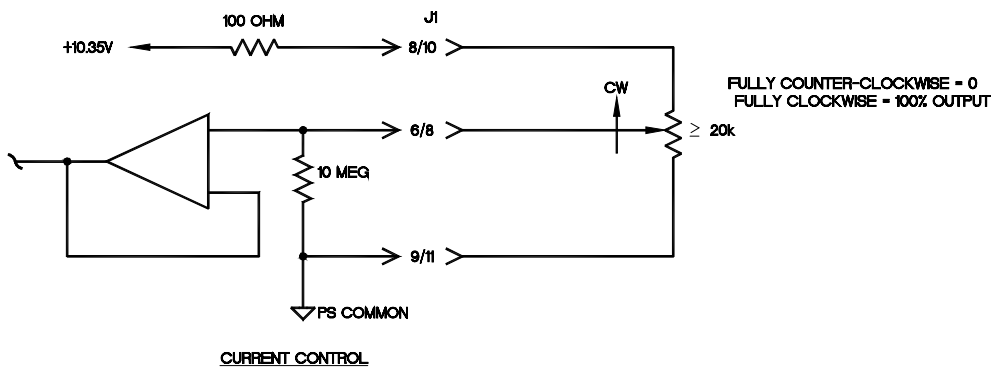 100 OHM
J1
+10.35V
8/10
FULLY COUNTER-CLOCKWISE = 0
FULLY CLOCKWISE = 100% OUTPUT
CW
6/8
≥ 20k
10 MEG
9/11
PS COMMON
CURRENT CONTROL